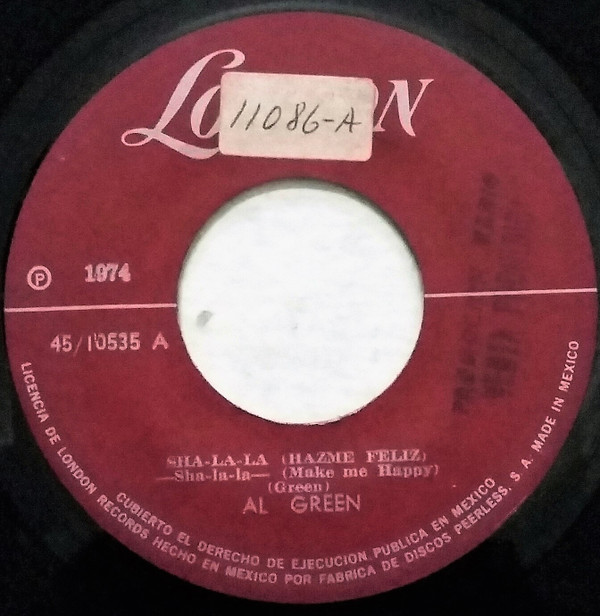 LONDON
11086-A
℗ 1974
45/10535 A
SHA-LA-LA (HAZME FELIZ)
—Sha-la-la— (Make me Happy)
(Green)
AL GREEN
LICENCIA DE LONDON RECORDS HECHO EN MEXICO POR FABRICA DE DISCOS PEERLESS, S. A. MADE IN MEXICO
CUBIERTO EL DERECHO DE EJECUCION PUBLICA EN MEXICO